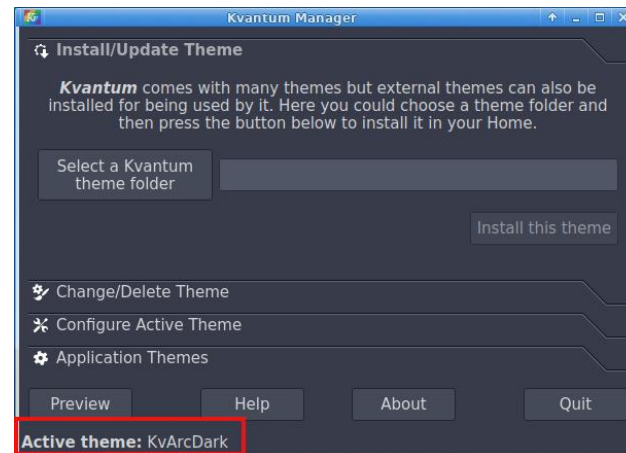 Kvantum Manager
Install/Update Theme
Kvantum comes with many themes but external themes can also be
installed for being used by it. Here you could choose a theme folder and
then press the button below to install it in your Home.
Select a Kvantum
theme folder
Install this theme
Change/Delete Theme
Configure Active Theme
Application Themes
Preview Help About Quit
Active theme: KvArcDark